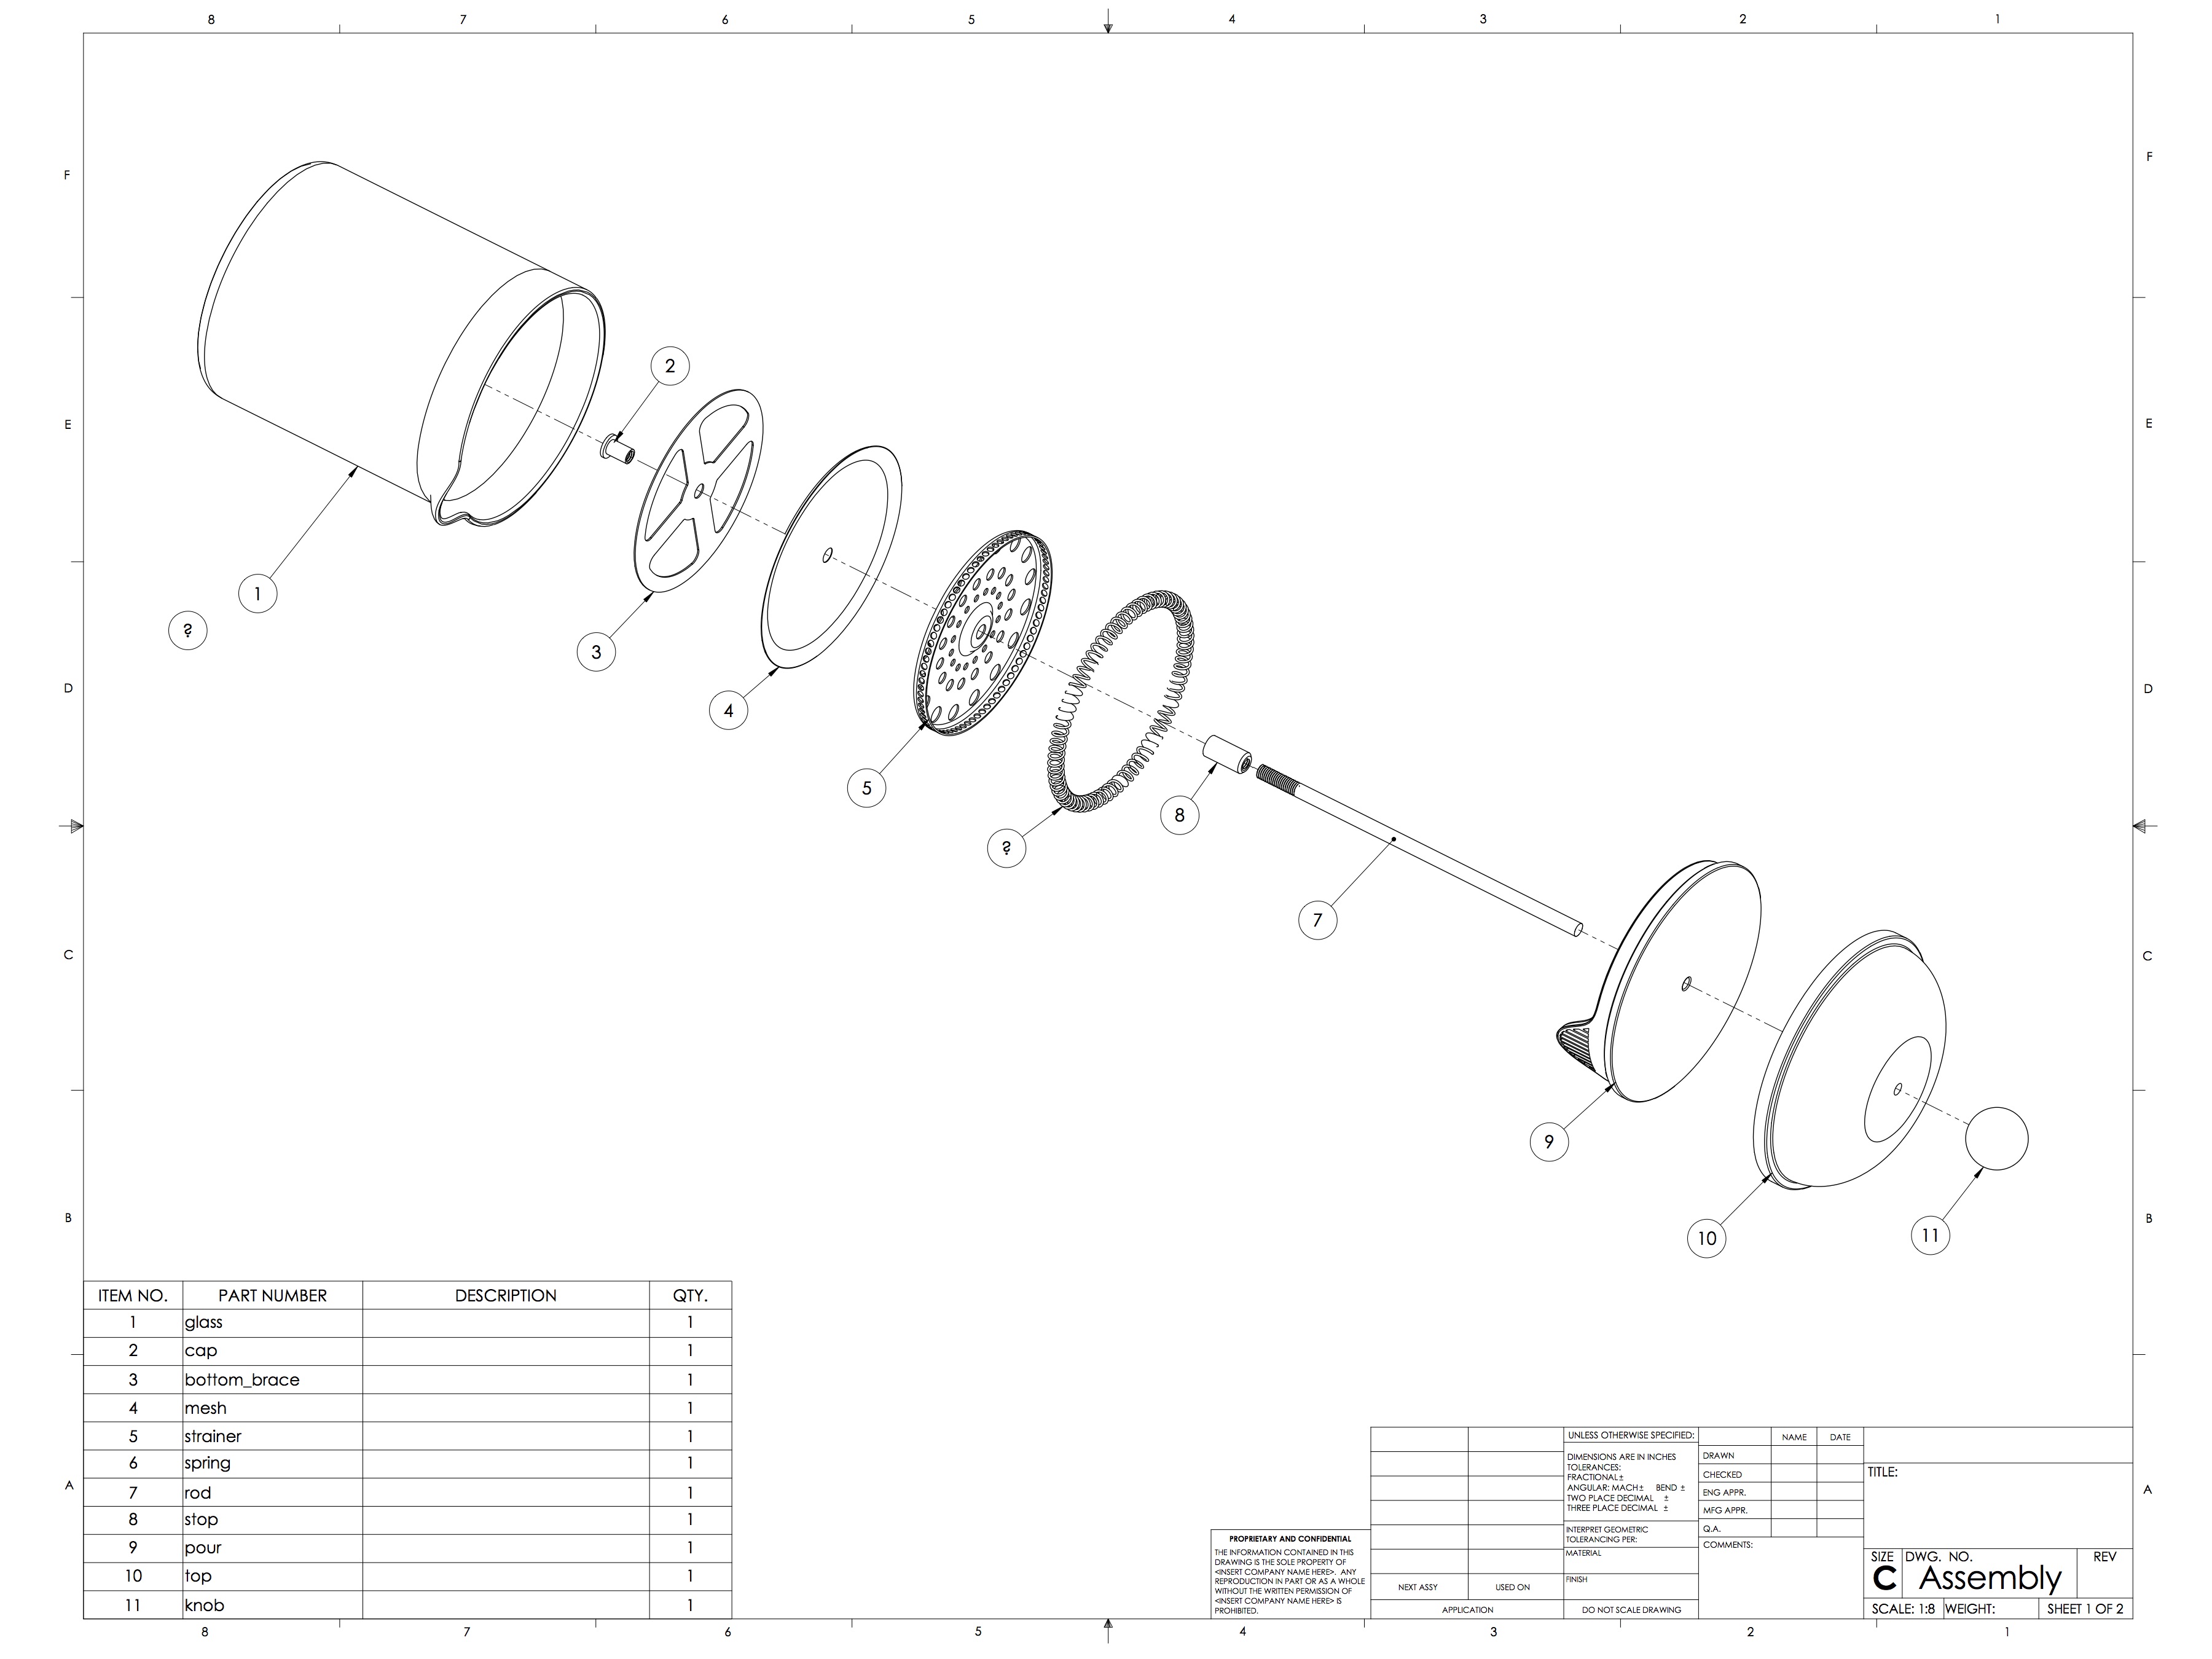 8 7 6 5 4 3 2 1
F F
E E
D D
C C
B B
A A
2
1
?
3
4
5
?
8
7
9
10
11
ITEM NO. PART NUMBER DESCRIPTION QTY.
1 glass 1
2 cap 1
3 bottom_brace 1
4 mesh 1
5 strainer 1
6 spring 1
7 rod 1
8 stop 1
9 pour 1
10 top 1
11 knob 1
PROPRIETARY AND CONFIDENTIAL
THE INFORMATION CONTAINED IN THIS
DRAWING IS THE SOLE PROPERTY OF
<INSERT COMPANY NAME HERE>. ANY
REPRODUCTION IN PART OR AS A WHOLE
WITHOUT THE WRITTEN PERMISSION OF
<INSERT COMPANY NAME HERE> IS
PROHIBITED.
NEXT ASSY USED ON
APPLICATION
UNLESS OTHERWISE SPECIFIED:
DIMENSIONS ARE IN INCHES
TOLERANCES:
FRACTIONAL±
ANGULAR: MACH± BEND ±
TWO PLACE DECIMAL ±
THREE PLACE DECIMAL ±
INTERPRET GEOMETRIC
TOLERANCING PER:
MATERIAL
FINISH
DO NOT SCALE DRAWING
NAME DATE
DRAWN
CHECKED
ENG APPR.
MFG APPR.
Q.A.
COMMENTS:
TITLE:
SIZE DWG. NO. REV
C Assembly
SCALE: 1:8 WEIGHT: SHEET 1 OF 2
8 7 6 5 4 3 2 1